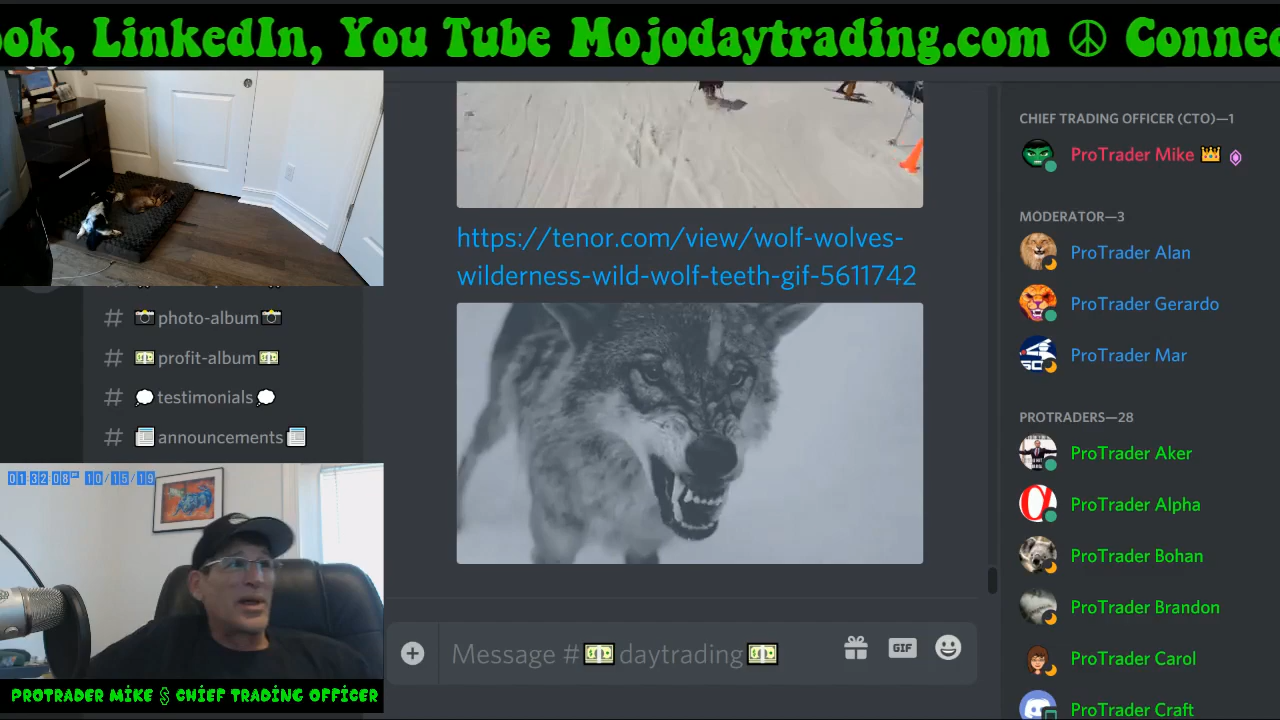 ook, LinkedIn, You Tube Mojodaytrading.com ☮ Connec
https://tenor.com/view/wolf-wolves-
wilderness-wild-wolf-teeth-gif-5611742
# photo-album
# profit-album
# testimonials
# announcements
01:32:08 10/15/19
PROTRADER MIKE $ CHIEF TRADING OFFICER
Message # daytrading
GIF
CHIEF TRADING OFFICER (CTO)—1
ProTrader Mike
MODERATOR—3
ProTrader Alan
ProTrader Gerardo
ProTrader Mar
PROTRADERS—28
ProTrader Aker
ProTrader Alpha
ProTrader Bohan
ProTrader Brandon
ProTrader Carol
ProTrader Craft